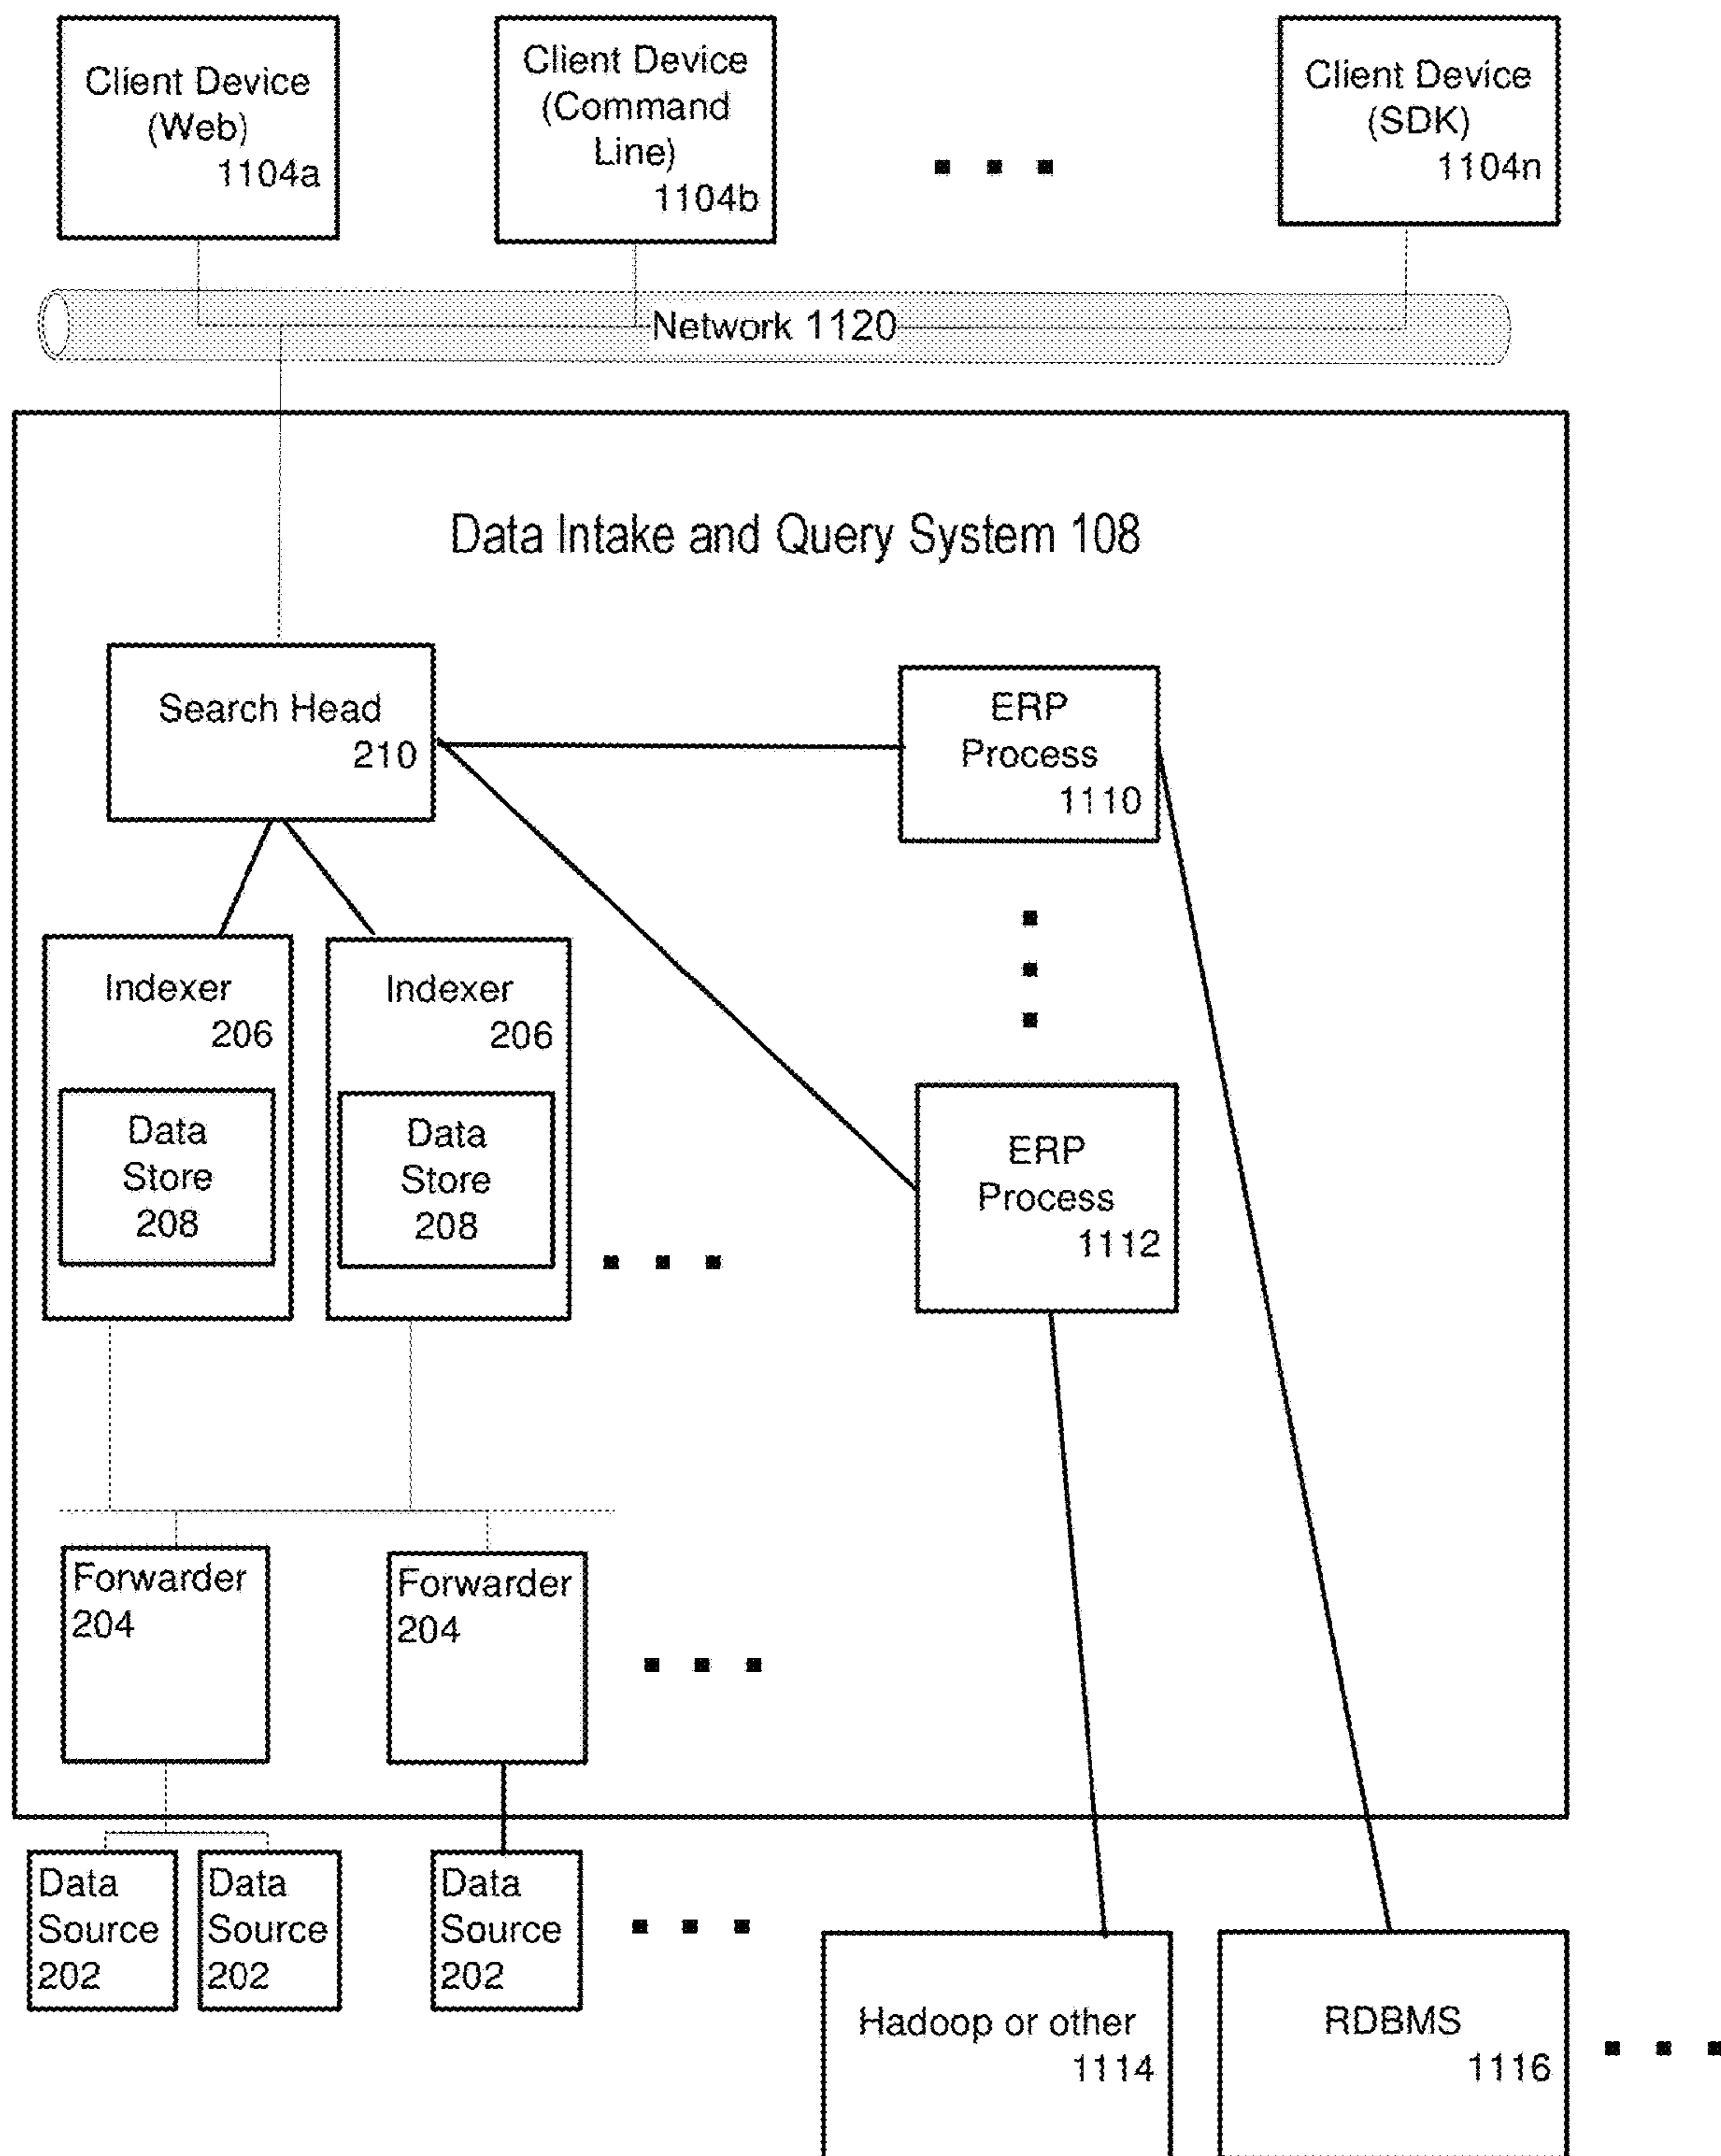 Client Device
(Web)
1104a
Client Device
(Command
Line)
1104b
Client Device
(SDK)
1104n
Network 1120
Data Intake and Query System 108
Search Head
210
ERP
Process
1110
Indexer
206
Data
Store
208
Indexer
206
Data
Store
208
ERP
Process
1112
Forwarder
204
Forwarder
204
Data
Source
202
Data
Source
202
Data
Source
202
Hadoop or other
1114
RDBMS
1116